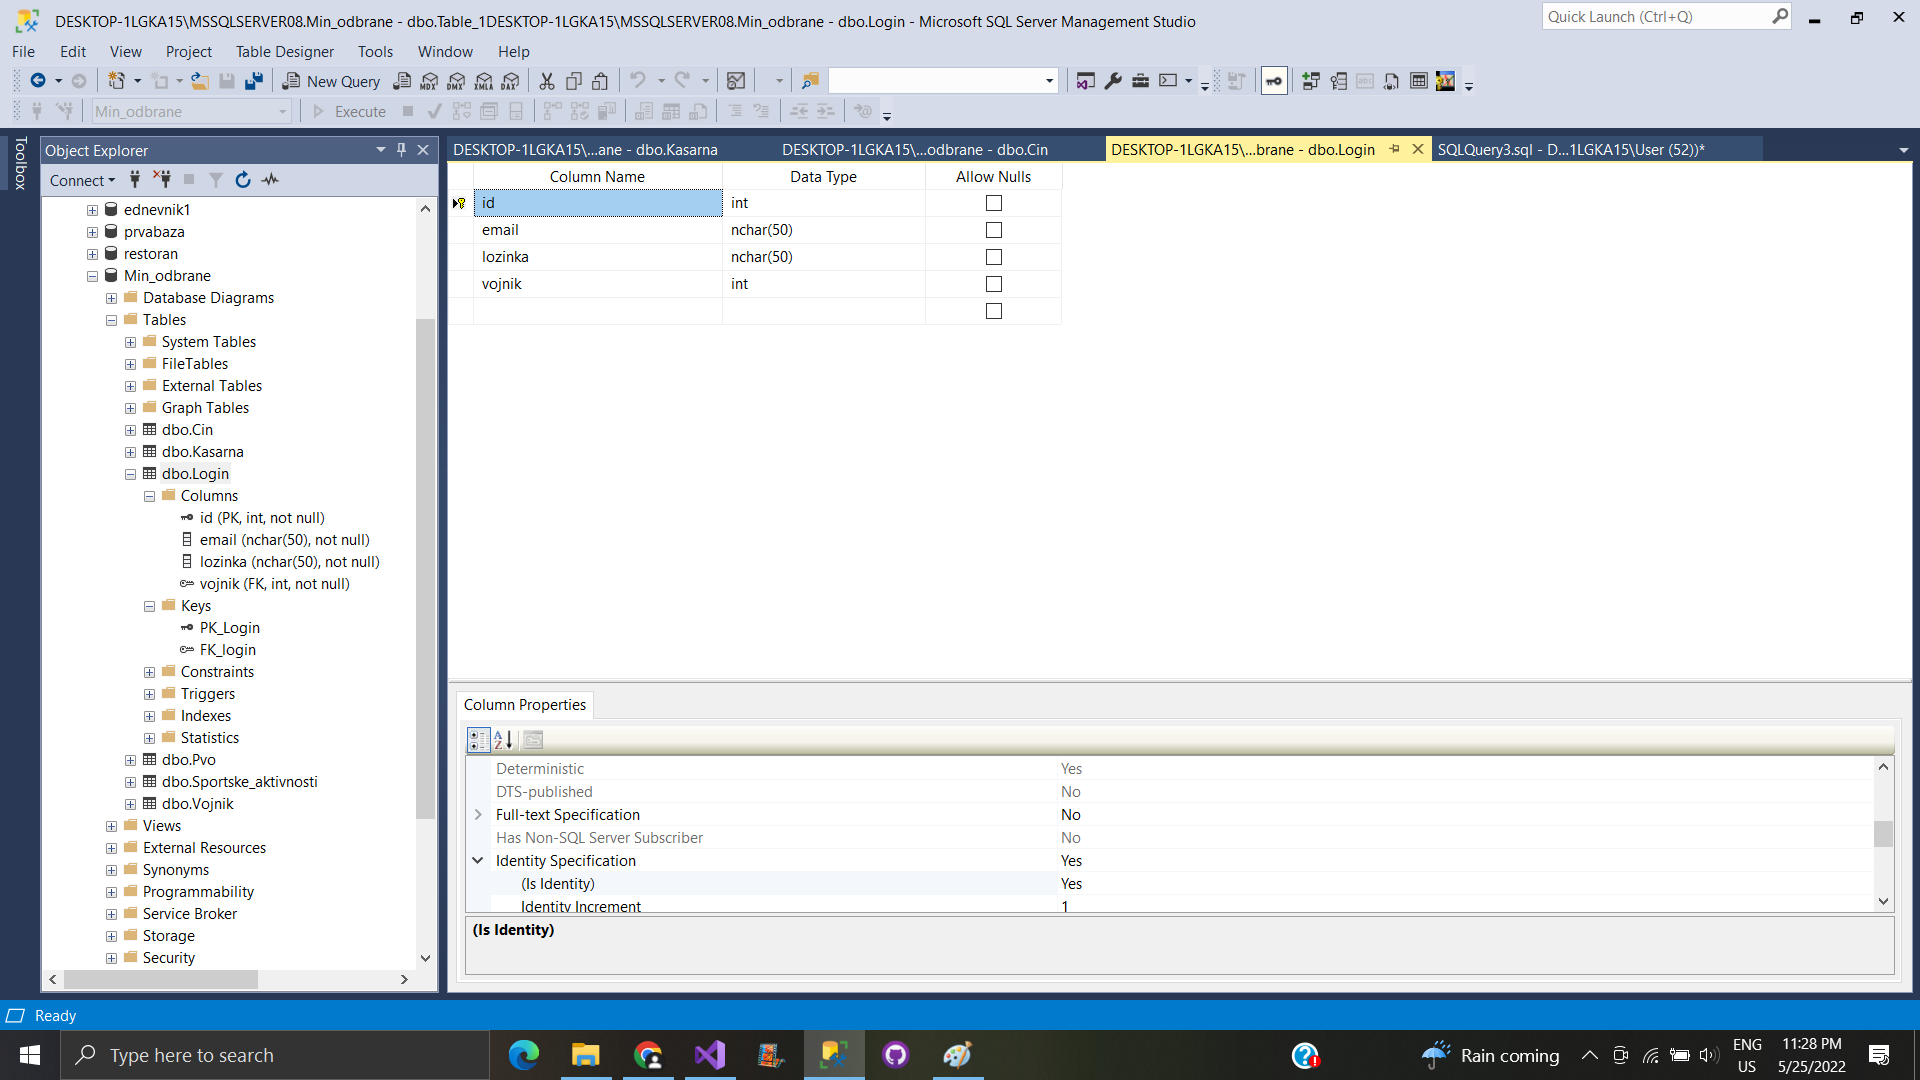 DESKTOP-1LGKA15\MSSQLSERVER08.Min_odbrane - dbo.Table_1DESKTOP-1LGKA15\MSSQLSERVER08.Min_odbrane - dbo.Login - Microsoft SQL Server Management Studio
Quick Launch (Ctrl+Q)
File Edit View Project Table Designer Tools Window Help
New Query MDX DMX XMLA DAX
Min_odbrane Execute
Toolbox
Object Explorer
Connect
ednevnik1
prvabaza
restoran
Min_odbrane
Database Diagrams
Tables
System Tables
FileTables
External Tables
Graph Tables
dbo.Cin
dbo.Kasarna
dbo.Login
Columns
id (PK, int, not null)
email (nchar(50), not null)
lozinka (nchar(50), not null)
vojnik (FK, int, not null)
Keys
PK_Login
FK_login
Constraints
Triggers
Indexes
Statistics
dbo.Pvo
dbo.Sportske_aktivnosti
dbo.Vojnik
Views
External Resources
Synonyms
Programmability
Service Broker
Storage
Security
DESKTOP-1LGKA15\...ane - dbo.Kasarna DESKTOP-1LGKA15\...odbrane - dbo.Cin DESKTOP-1LGKA15\...brane - dbo.Login SQLQuery3.sql - D...1LGKA15\User (52))*
Column Name Data Type Allow Nulls
id int
email nchar(50)
lozinka nchar(50)
vojnik int
Column Properties
Deterministic Yes
DTS-published No
Full-text Specification No
Has Non-SQL Server Subscriber No
Identity Specification Yes
(Is Identity) Yes
Identity Increment 1
(Is Identity)
Ready
Type here to search
Rain coming
ENG
US
11:28 PM
5/25/2022